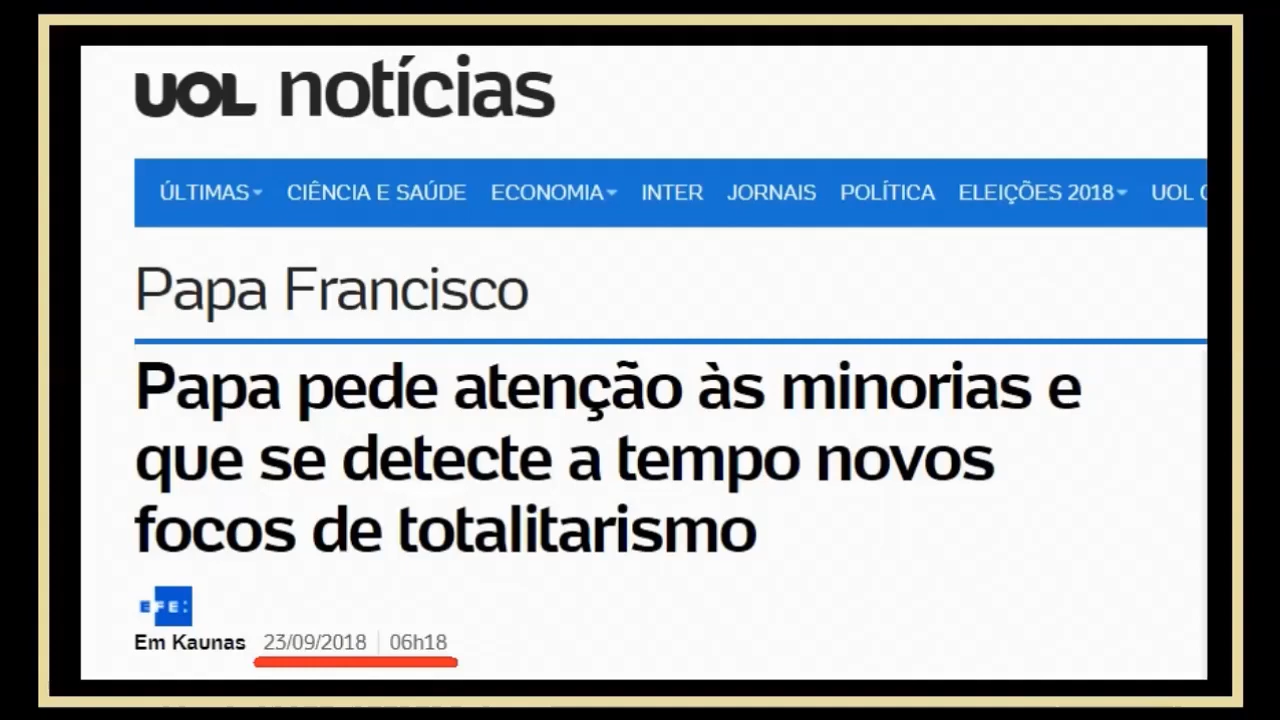 UOL notícias
ÚLTIMAS CIÊNCIA E SAÚDE ECONOMIA INTER JORNAIS POLÍTICA ELEIÇÕES 2018 UOL
Papa Francisco
Papa pede atenção às minorias e
que se detecte a tempo novos
focos de totalitarismo
EFE:
Em Kaunas 23/09/2018 06h18